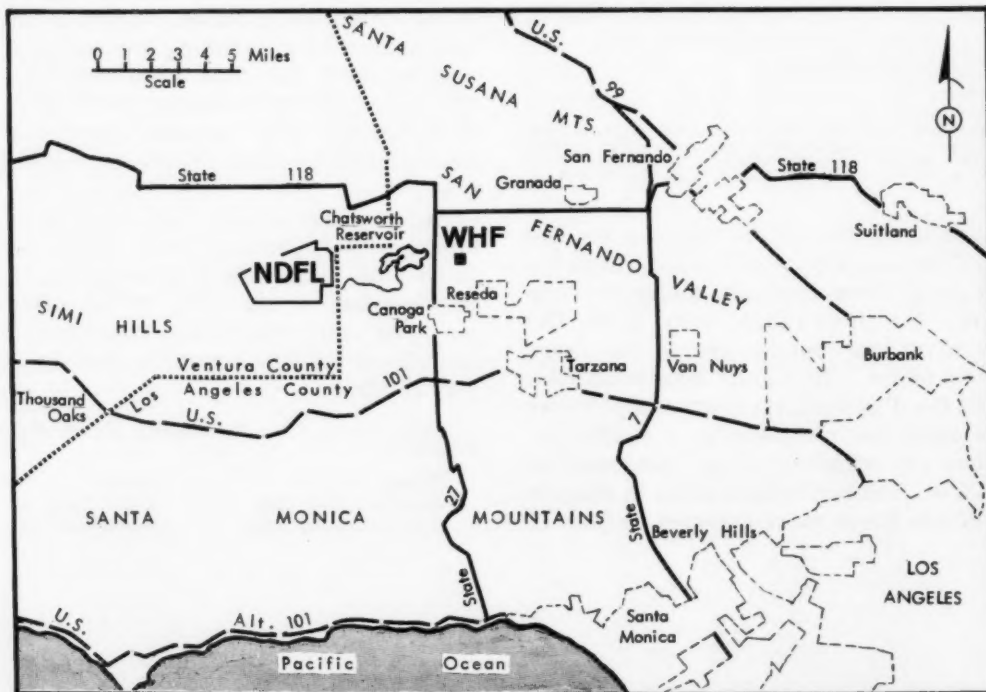 0 1 2 3 4 5 Miles
Scale
SANTA
SUSANA
MTS.
U.S.
99
N
San Fernando
Granada
State 118
State 118
Suitland
SAN
FERNANDO
VALLEY
Chatsworth
Reservoir
WHF
NDFL
Canoga
Park
Reseda
SIMI
HILLS
Tarzana
Van Nuys
Burbank
Ventura County
Los Angeles County
Thousand
Oaks
U.S.
101
7
State
27
State
SANTA
MONICA
MOUNTAINS
Beverly Hills
LOS
ANGELES
Santa
Monica
U.S.
Alt. 101
Pacific Ocean